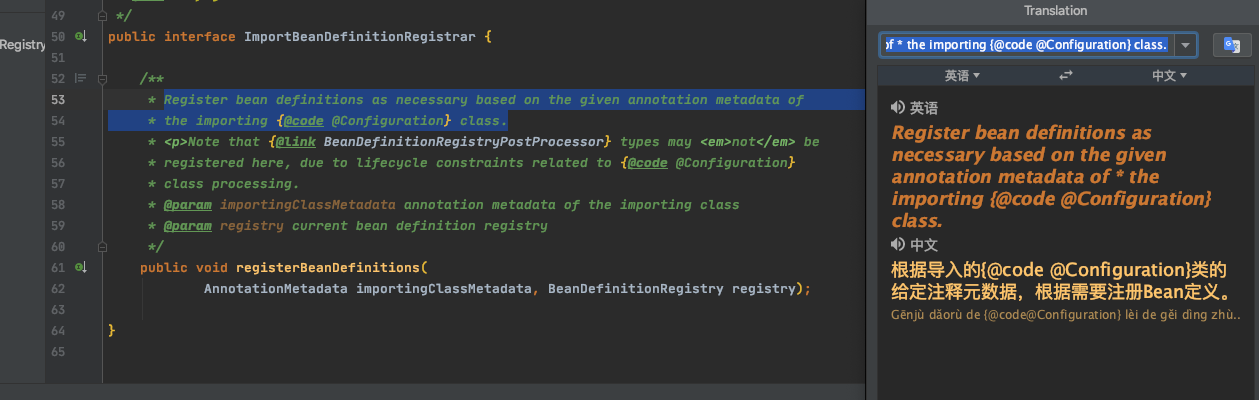 Registry
49 */
50 public interface ImportBeanDefinitionRegistrar {
51
52 /**
53 * Register bean definitions as necessary based on the given annotation metadata of
54 * the importing {@code @Configuration} class.
55 * <p>Note that {@link BeanDefinitionRegistryPostProcessor} types may <em>not</em> be
56 * registered here, due to lifecycle constraints related to {@code @Configuration}
57 * class processing.
58 * @param importingClassMetadata annotation metadata of the importing class
59 * @param registry current bean definition registry
60 */
61 public void registerBeanDefinitions(
62 AnnotationMetadata importingClassMetadata, BeanDefinitionRegistry registry);
63
64 }
65
Translation
of * the importing {@code @Configuration} class.
英语 中文
英语
Register bean definitions as
necessary based on the given
annotation metadata of * the
importing {@code @Configuration}
class.
中文
根据导入的{@code @Configuration}类的
给定注释元数据，根据需要注册Bean定义。
Gēnjù dǎorù de {@code@Configuration} lèi de gěi dìng zhù..